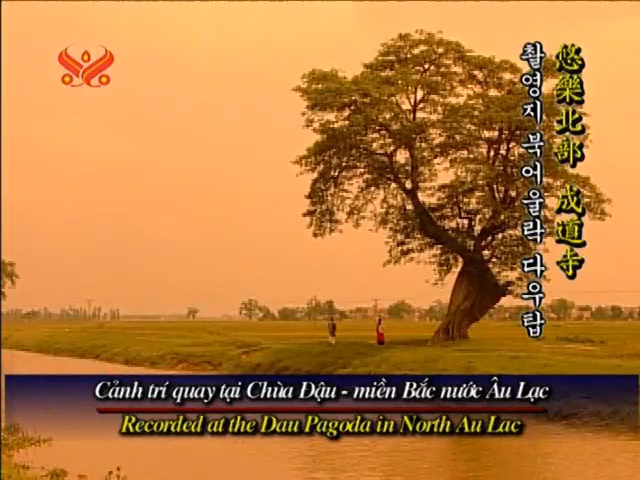 悠樂北部 成道寺
촬영지 북어울락 다우탑
Cảnh trí quay tại Chùa Đậu - miền Bắc nước Âu Lạc
Recorded at the Dau Pagoda in North Au Lac